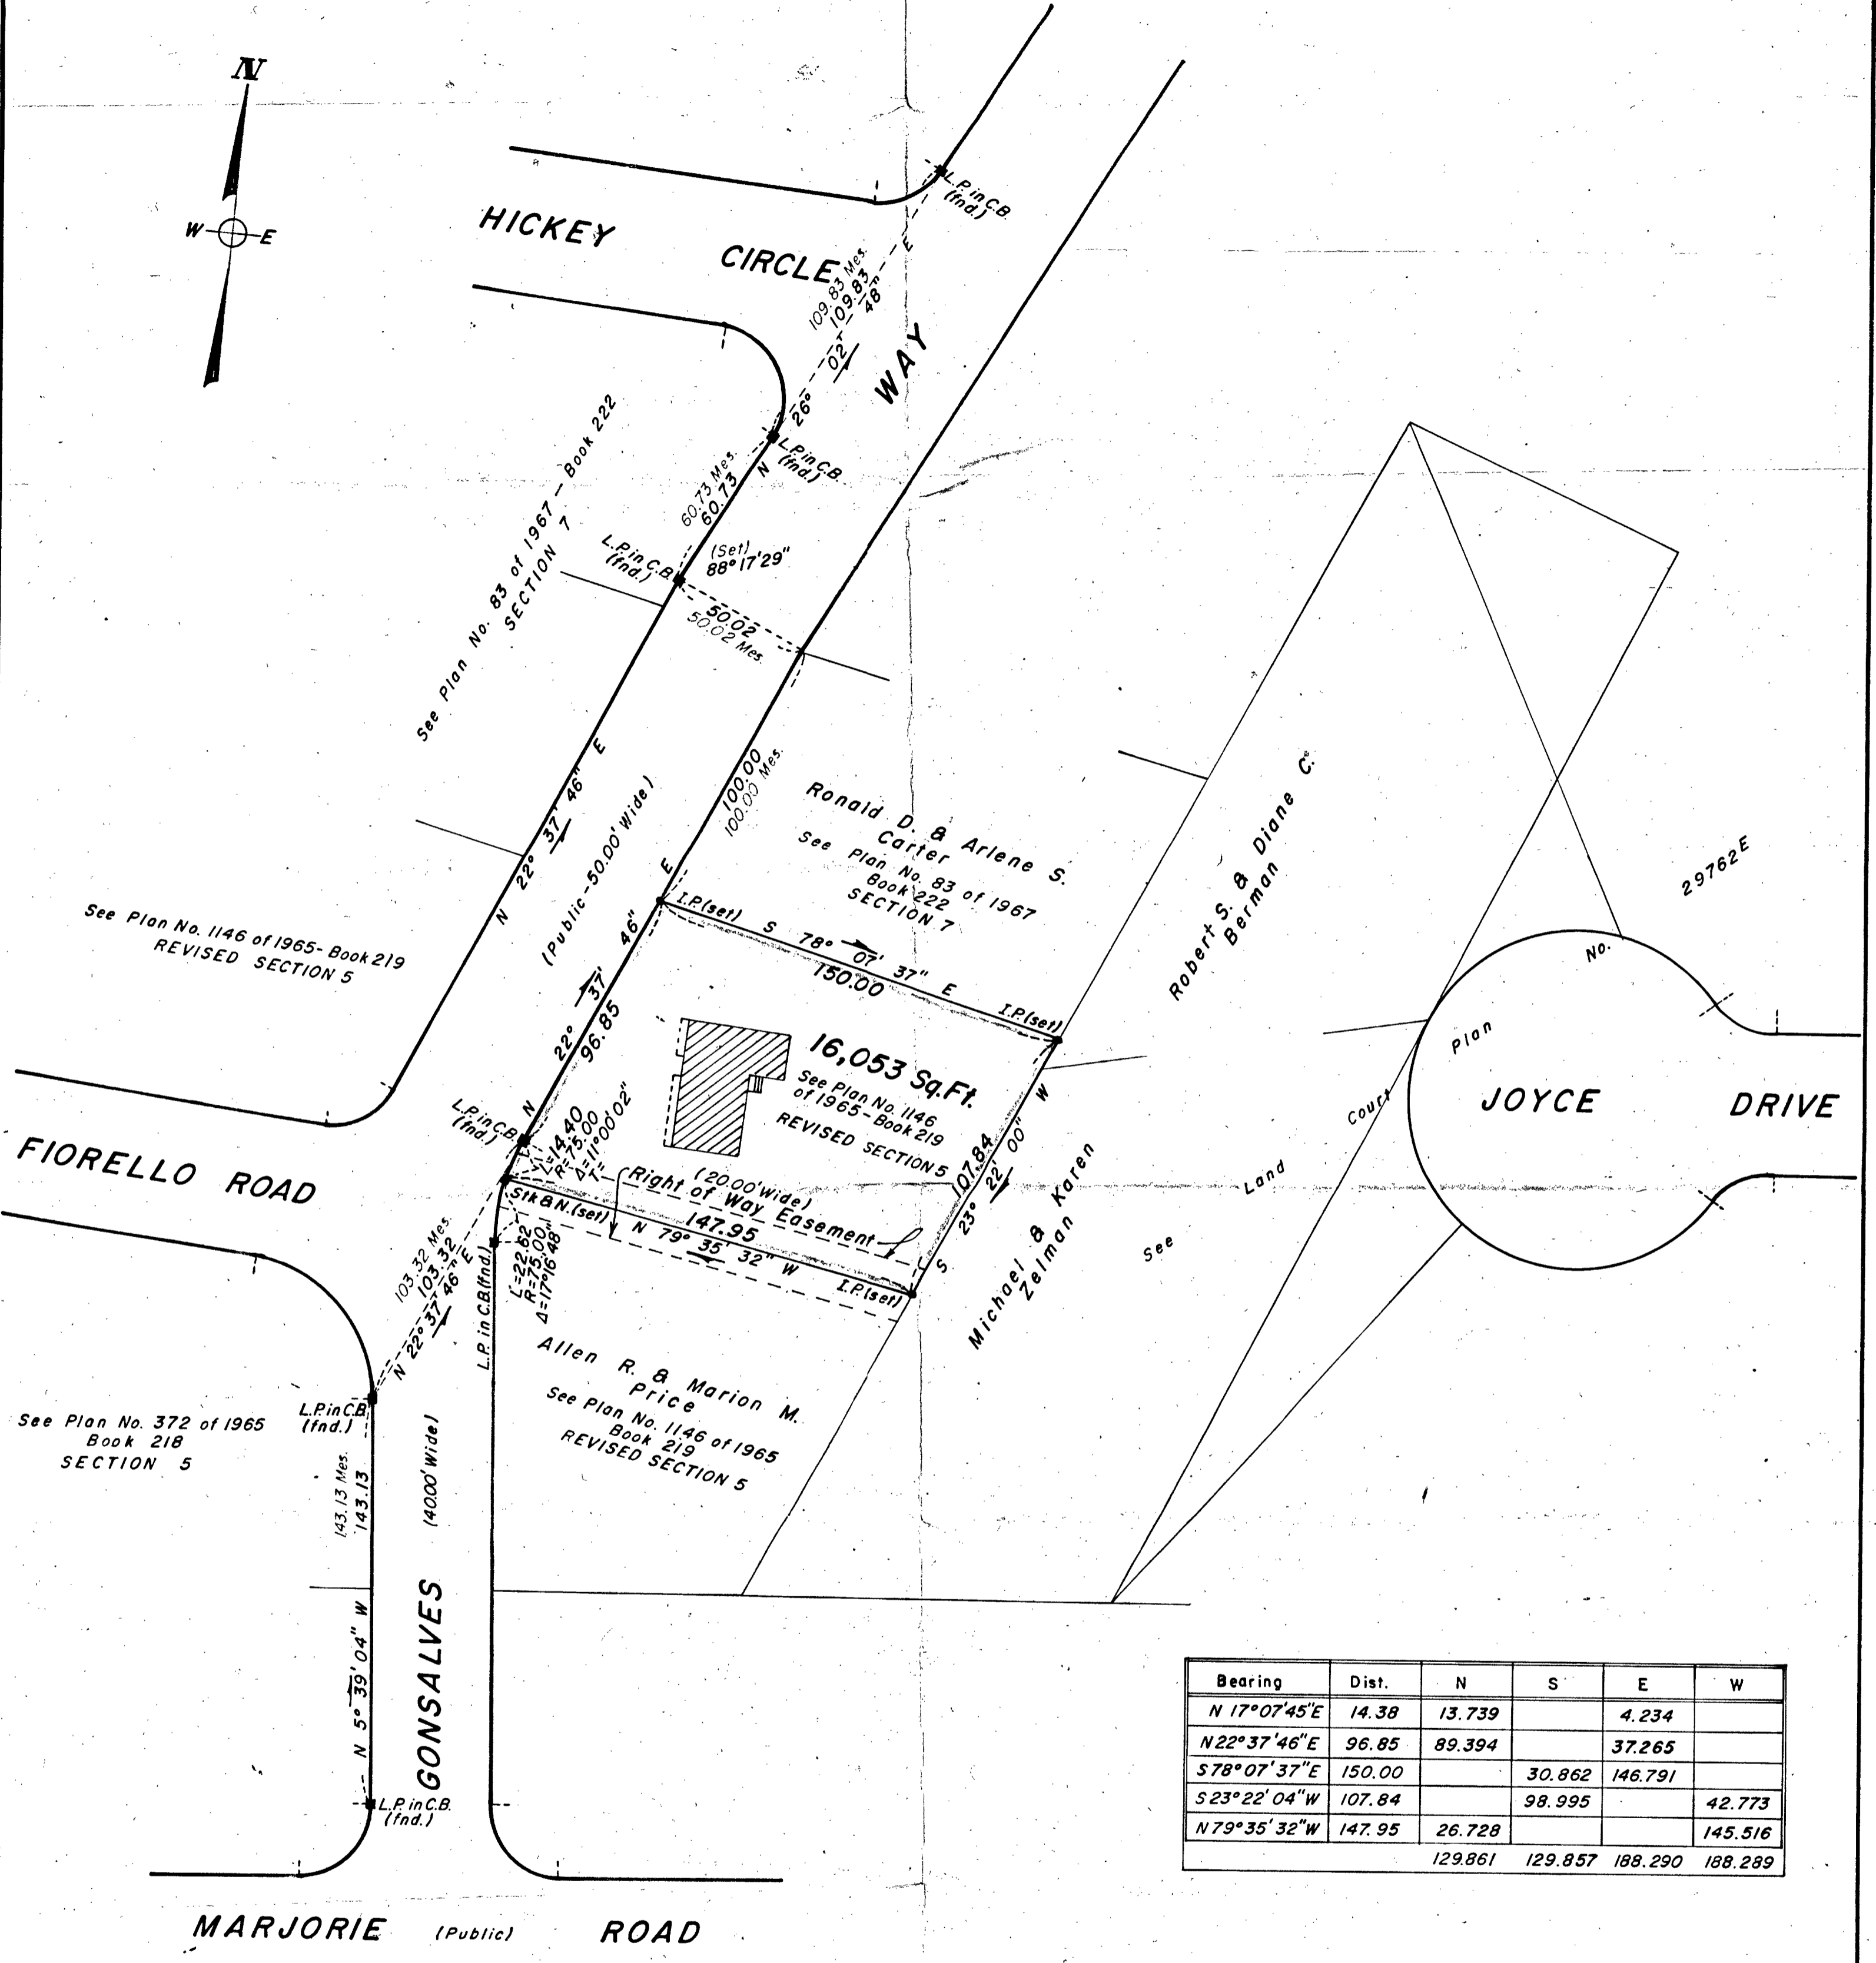 N
W E
HICKEY CIRCLE
L.P. in C.B.
(fnd.)
109.83 Mes.
109.83
N 26° 02' 48" E
WAY
L.P. in C.B.
(fnd.)
60.73 Mes.
60.73
See Plan No. 83 of 1967 — Book 222
SECTION 7
L.P. in C.B.
(fnd.)
(Set)
88° 17' 29"
50.02
50.02 Mes.
N 22° 37' 46" E
(Public - 50.00' Wide)
100.00
100.00 Mes.
Ronald D. & Arlene S.
Carter
See Plan No. 83 of 1967
Book 222
SECTION 7
Robert S. & Diane C.
Berman
29762E
No.
Plan
Court
Land
See
JOYCE DRIVE
See Plan No. 1146 of 1965 - Book 219
REVISED SECTION 5
I.P. (set)
S 78° 07' 37" E
150.00
I.P. (set)
N 22° 37' 46" E
96.85
16,053 Sq. Ft.
See Plan No. 1146
of 1965 - Book 219
REVISED SECTION 5
L.P. in C.B.
(fnd.)
L=14.40
R=75.00
Δ=11°00'02"
T=
FIORELLO ROAD
(20.00' wide)
Right of Way Easement
Stk & N. (set)
147.95
N 79° 35' 32" W
I.P. (set)
107.84
S 23° 22' 00" W
Michael & Karen
Zelman
103.32 Mes.
103.32
N 22° 37' 46" E
L.P. in C.B. (fnd.)
L=22.62
R=75.00
Δ=17°16'48"
Allen R. & Marion M.
Price
See Plan No. 1146 of 1965
Book 219
REVISED SECTION 5
See Plan No. 372 of 1965
Book 218
SECTION 5
L.P. in C.B.
(fnd.)
143.13 Mes.
143.13
(40.00' Wide)
GONSALVES
N 5° 39' 04" W
L.P. in C.B.
(fnd.)
MARJORIE (Public) ROAD
Bearing Dist. N S E W
N 17°07'45"E 14.38 13.739 4.234
N 22°37'46"E 96.85 89.394 37.265
S 78°07'37"E 150.00 30.862 146.791
S 23°22'04"W 107.84 98.995 42.773
N 79°35'32"W 147.95 26.728 145.516
129.861 129.857 188.290 188.289